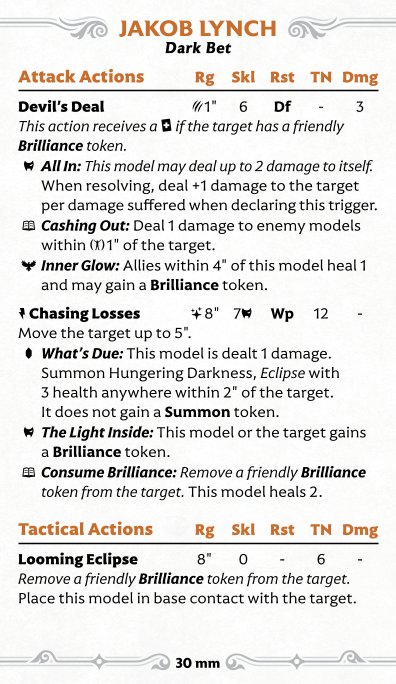 JAKOB LYNCH
Dark Bet
Attack Actions Rg Skl Rst TN Dmg
Devil's Deal 1" 6 Df - 3
This action receives a if the target has a friendly
Brilliance token.
All In: This model may deal up to 2 damage to itself.
When resolving, deal +1 damage to the target
per damage suffered when declaring this trigger.
Cashing Out: Deal 1 damage to enemy models
within 1" of the target.
Inner Glow: Allies within 4" of this model heal 1
and may gain a Brilliance token.
Chasing Losses 8" 7 Wp 12 -
Move the target up to 5".
What's Due: This model is dealt 1 damage.
Summon Hungering Darkness, Eclipse with
3 health anywhere within 2" of the target.
It does not gain a Summon token.
The Light Inside: This model or the target gains
a Brilliance token.
Consume Brilliance: Remove a friendly Brilliance
token from the target. This model heals 2.
Tactical Actions Rg Skl Rst TN Dmg
Looming Eclipse 8" 0 - 6 -
Remove a friendly Brilliance token from the target.
Place this model in base contact with the target.
30 mm